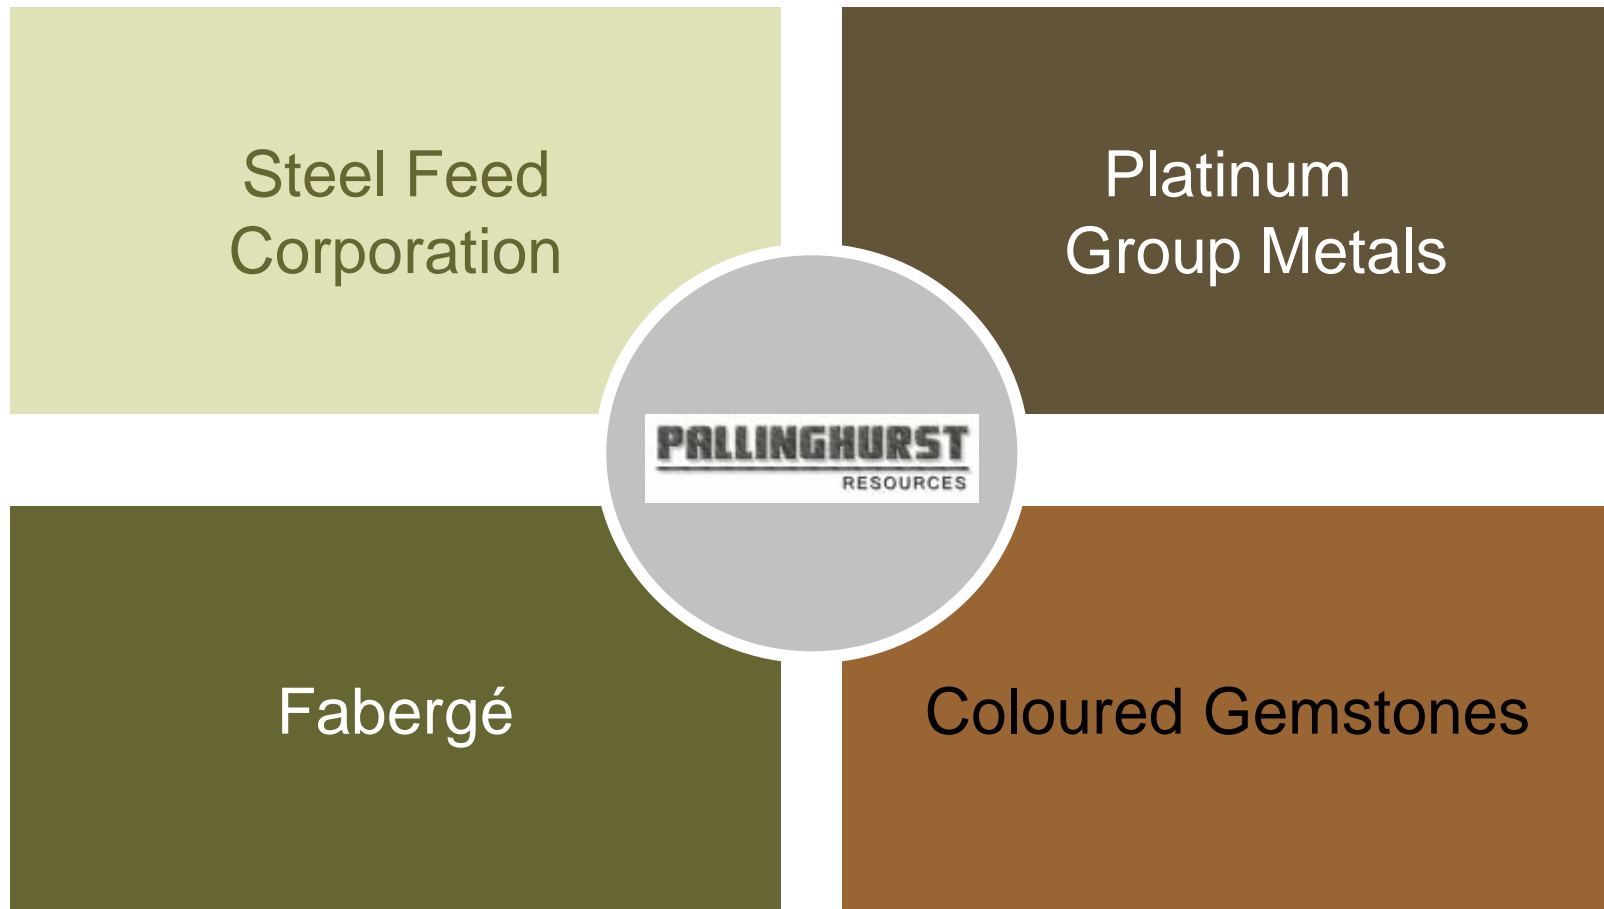 Steel Feed
Corporation
Platinum
Group Metals
PALLINGHURST
RESOURCES
Fabergé
Coloured Gemstones